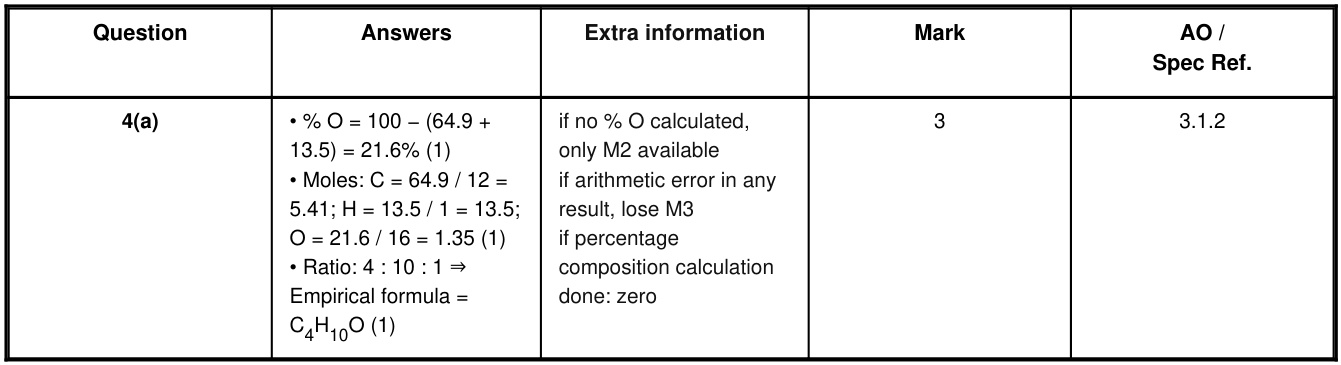 Question
Answers
Extra information
Mark
AO /
Spec Ref.
4(a)
• % O = 100 − (64.9 +
13.5) = 21.6% (1)
• Moles: C = 64.9 / 12 =
5.41; H = 13.5 / 1 = 13.5;
O = 21.6 / 16 = 1.35 (1)
• Ratio: 4 : 10 : 1 ⇒
Empirical formula =
C₄H₁₀O (1)
if no % O calculated,
only M2 available
if arithmetic error in any
result, lose M3
if percentage
composition calculation
done: zero
3
3.1.2